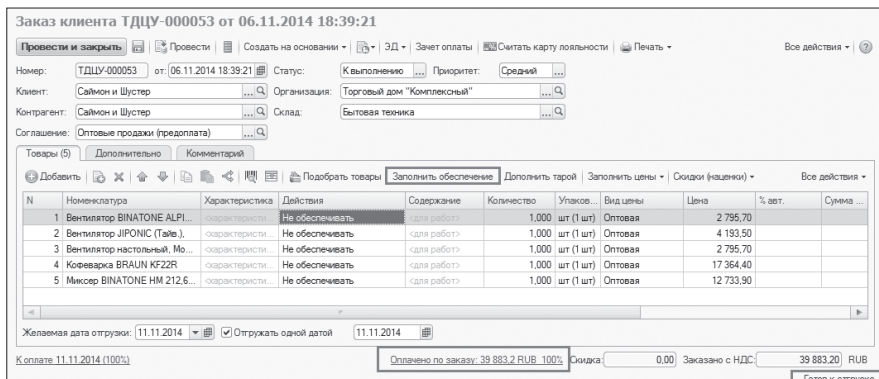 Заказ клиента ТДЦУ-000053 от 06.11.2014 18:39:21
Провести и закрыть Провести Создать на основании ЭД Зачет оплаты Считать карту лояльности Печать Все действия
Номер: ТДЦУ-000053 от: 06.11.2014 18:39:21 Статус: К выполнению ... Приоритет: Средний ...
Клиент: Саймон и Шустер ... Организация: Торговый дом "Комплексный" ...
Контрагент: Саймон и Шустер ... Склад: Бытовая техника ...
Соглашение: Оптовые продажи (предоплата) ...
Товары (5) Дополнительно Комментарий
Добавить Подобрать товары Заполнить обеспечение Дополнить тарой Заполнить цены Скидки (наценки) Все действия
N Номенклатура Характеристика Действия Содержание Количество Упаков... Вид цены Цена % авт. Сумма ...
1 Вентилятор BINATONE ALPI... <характеристи... Не обеспечивать <для работ> 1,000 шт (1 шт) Оптовая 2 795,70
2 Вентилятор JIPONIC (Тайв.), <характеристи... Не обеспечивать <для работ> 1,000 шт (1 шт) Оптовая 4 193,50
3 Вентилятор настольный, Мо... <характеристи... Не обеспечивать <для работ> 1,000 шт (1 шт) Оптовая 2 795,70
4 Кофеварка BRAUN KF22R <характеристи... Не обеспечивать <для работ> 1,000 шт (1 шт) Оптовая 17 364,40
5 Миксер BINATONE HM 212,6... <характеристи... Не обеспечивать <для работ> 1,000 шт (1 шт) Оптовая 12 733,90
Желаемая дата отгрузки: 11.11.2014 Отгружать одной датой 11.11.2014
К оплате 11.11.2014 (100%) Оплачено по заказу: 39 883,2 RUB 100% Скидка: 0,00 Заказано с НДС: 39 883,20 RUB
Готов к отгрузке